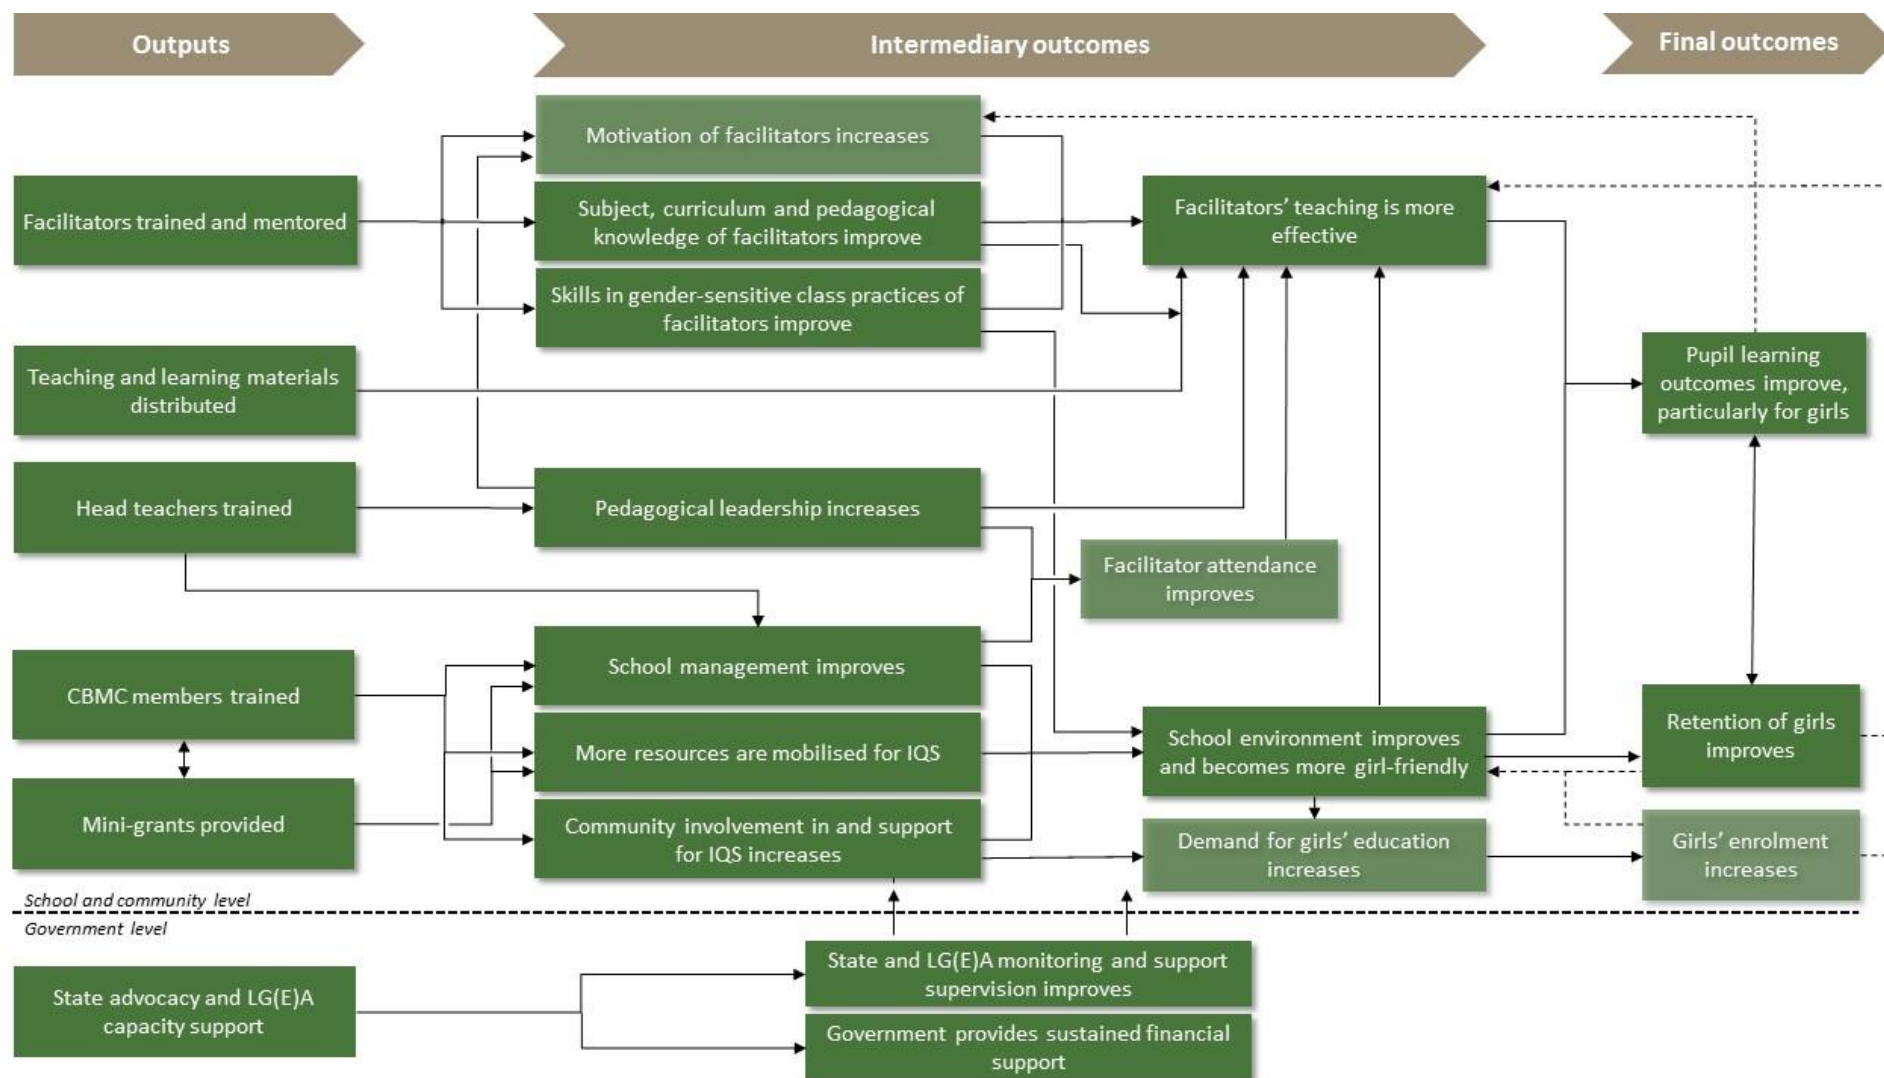 Outputs
Intermediary outcomes
Final outcomes
Motivation of facilitators increases
Facilitators trained and mentored
Subject, curriculum and pedagogical
knowledge of facilitators improve
Facilitators’ teaching is more
effective
Skills in gender-sensitive class practices of
facilitators improve
Teaching and learning materials
distributed
Pupil learning
outcomes improve,
particularly for girls
Head teachers trained
Pedagogical leadership increases
Facilitator attendance
improves
CBMC members trained
School management improves
More resources are mobilised for IQS
School environment improves
and becomes more girl-friendly
Retention of girls
improves
Mini-grants provided
Community involvement in and support
for IQS increases
Demand for girls’ education
increases
Girls’ enrolment
increases
School and community level
Government level
State advocacy and LG(E)A
capacity support
State and LG(E)A monitoring and support
supervision improves
Government provides sustained financial
support